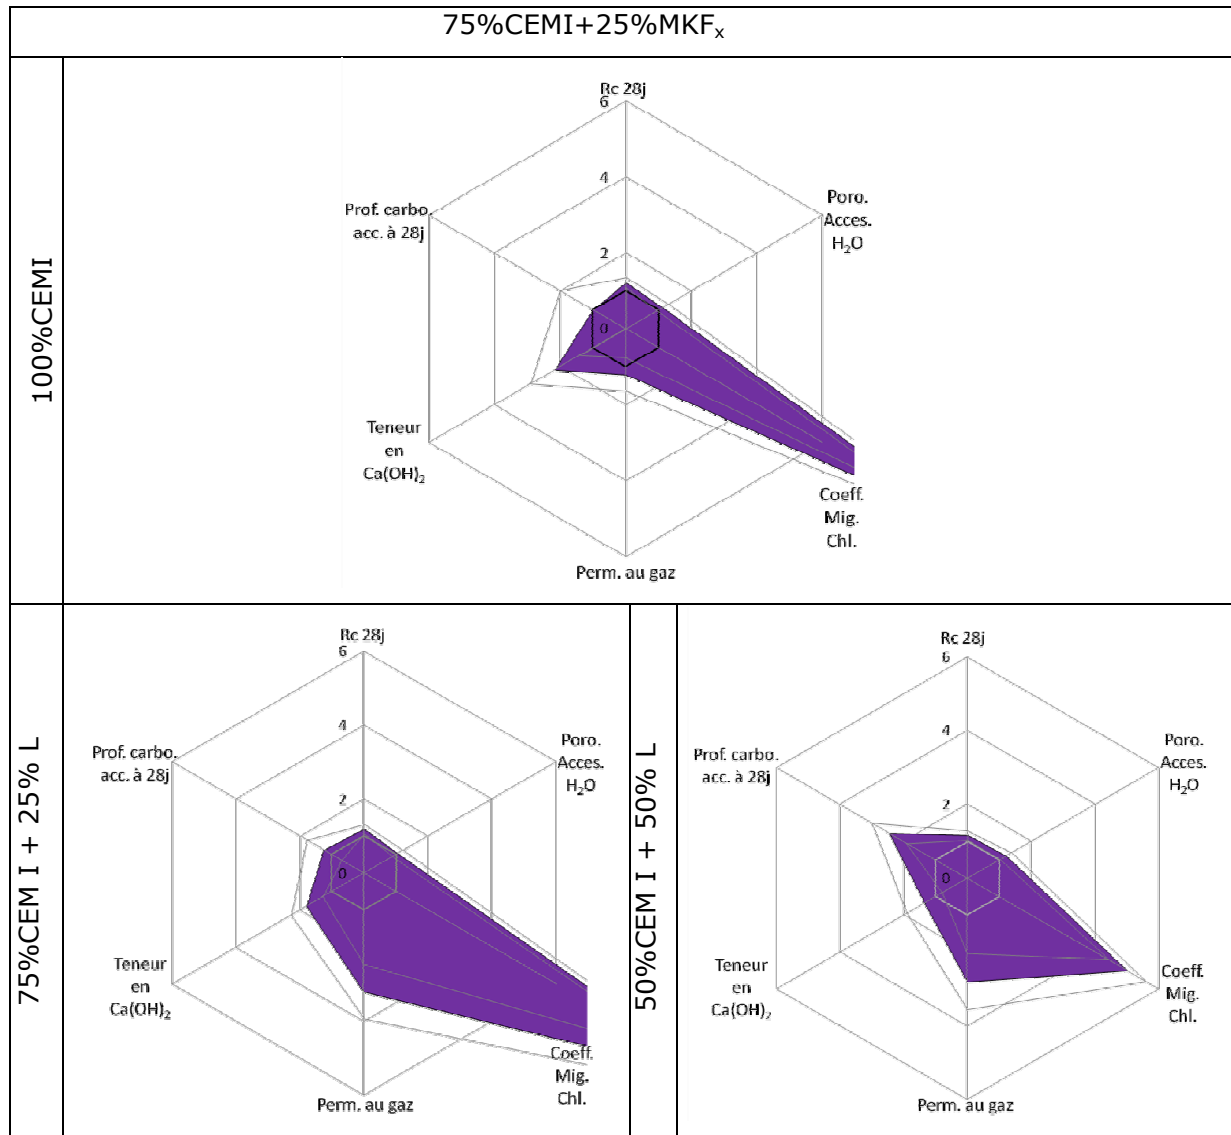 75%CEMI+25%MKFₓ
100%CEMI
Rc 28j
6
4
2
0
Poro.
Acces.
H₂O
Coeff.
Mig.
Chl.
Perm. au gaz
Teneur
en
Ca(OH)₂
Prof. carbo.
acc. à 28j
75%CEM I + 25% L
Rc 28j
6
4
2
0
Poro.
Acces.
H₂O
Coeff.
Mig.
Chl.
Perm. au gaz
Teneur
en
Ca(OH)₂
Prof. carbo.
acc. à 28j
50%CEM I + 50% L
Rc 28j
6
4
2
0
Poro.
Acces.
H₂O
Coeff.
Mig.
Chl.
Perm. au gaz
Teneur
en
Ca(OH)₂
Prof. carbo.
acc. à 28j